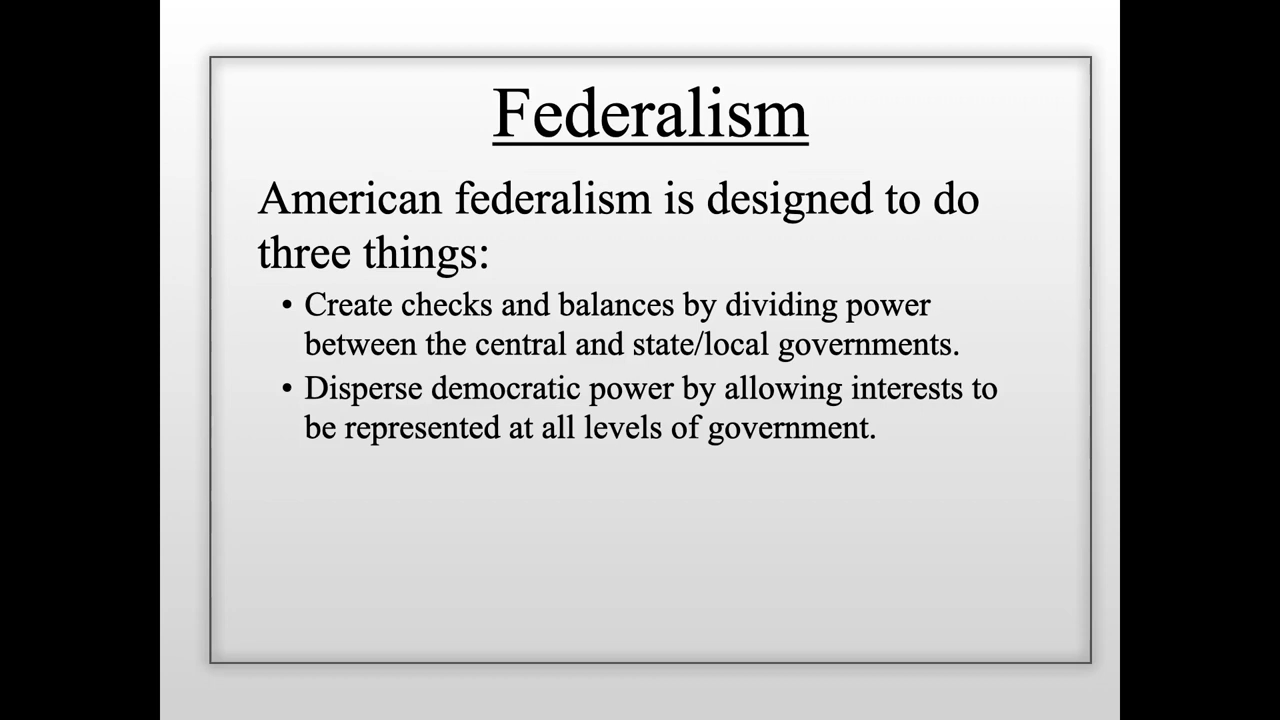 Federalism
American federalism is designed to do
three things:
• Create checks and balances by dividing power
between the central and state/local governments.
• Disperse democratic power by allowing interests to
be represented at all levels of government.